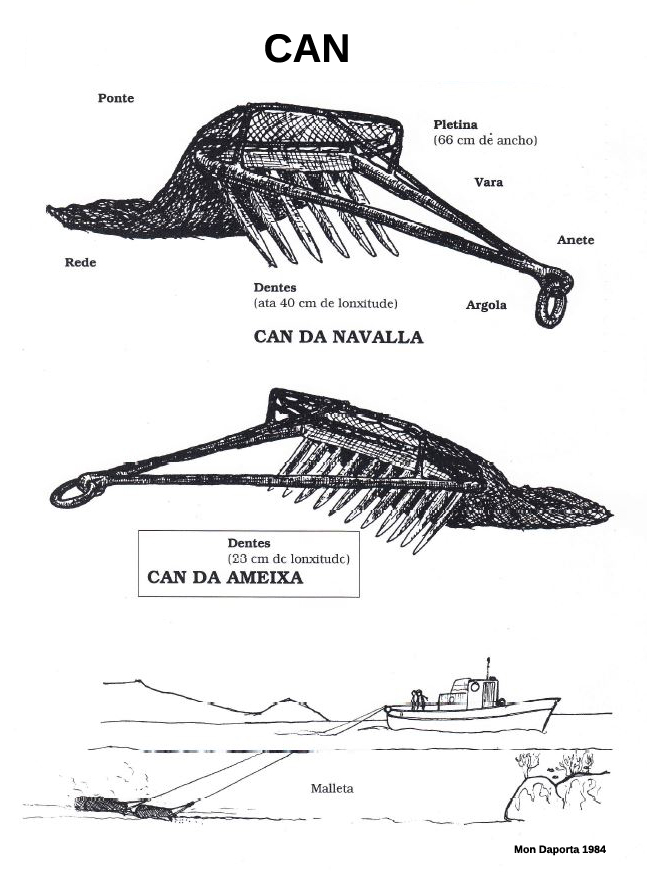 CAN
Ponte
Pletina
(66 cm de ancho)
Vara
Anete
Rede
Dentes
(ata 40 cm de lonxitude)
Argola
CAN DA NAVALLA
Dentes
(23 cm de lonxitude)
CAN DA AMEIXA
Malleta
Mon Daporta 1984